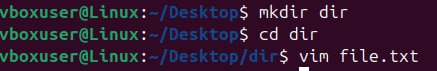 vboxuser@Linux:~/Desktop$ mkdir dir
vboxuser@Linux:~/Desktop$ cd dir
vboxuser@Linux:~/Desktop/dir$ vim file.txt